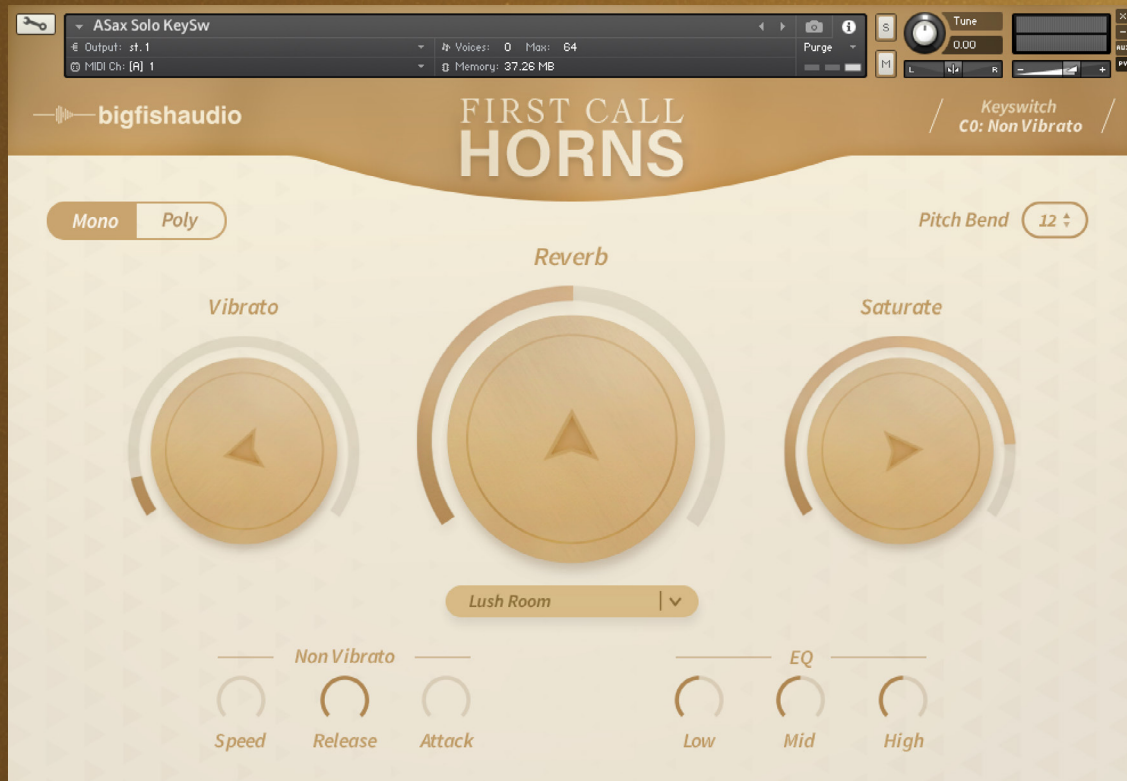 ASax Solo KeySw
Output: st.1
Voices: 0 Max: 64
Purge
MIDI Ch: [A] 1
Memory: 37.26 MB
S
M
Tune
0.00
L R
- +
AUX
PV
bigfishaudio
FIRST CALL
HORNS
Keyswitch
C0: Non Vibrato
Mono Poly
Pitch Bend 12
Reverb
Vibrato
Saturate
Lush Room
Non Vibrato
EQ
Speed Release Attack
Low Mid High